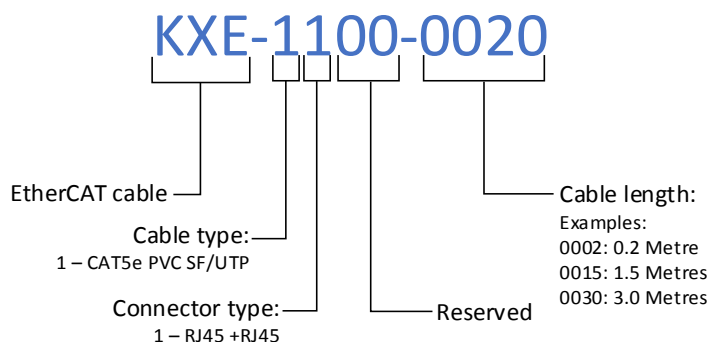 KXE-1100-0020
EtherCAT cable
Cable type:
1 – CAT5e PVC SF/UTP
Connector type:
1 – RJ45 +RJ45
Reserved
Cable length:
Examples:
0002: 0.2 Metre
0015: 1.5 Metres
0030: 3.0 Metres